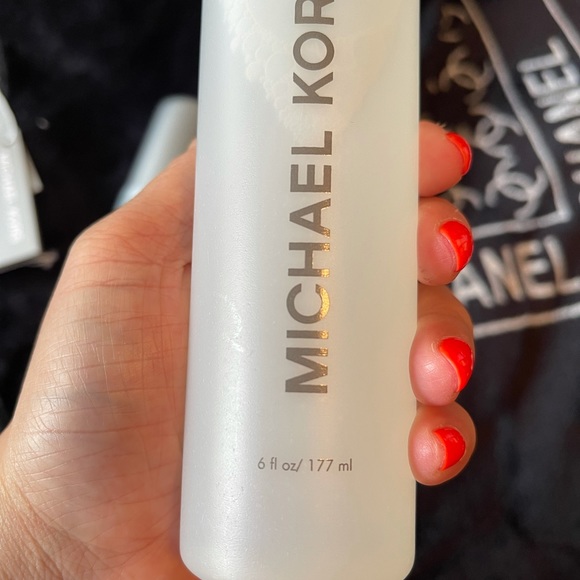 MICHAEL KOR
6 fl oz/ 177 ml
ANEL
HANEL